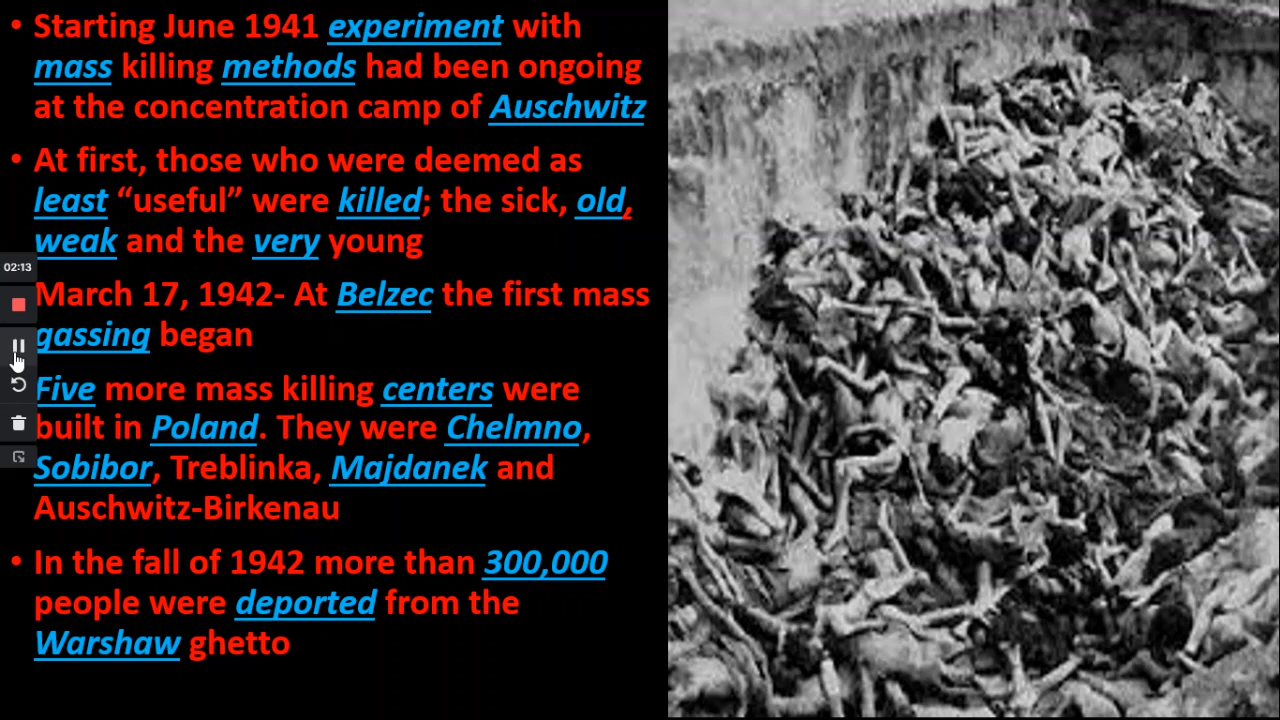 • Starting June 1941 experiment with
mass killing methods had been ongoing
at the concentration camp of Auschwitz
• At first, those who were deemed as
least “useful” were killed; the sick, old,
weak and the very young
02:13
March 17, 1942- At Belzec the first mass
gassing began
Five more mass killing centers were
built in Poland. They were Chelmno,
Sobibor, Treblinka, Majdanek and
Auschwitz-Birkenau
• In the fall of 1942 more than 300,000
people were deported from the
Warshaw ghetto